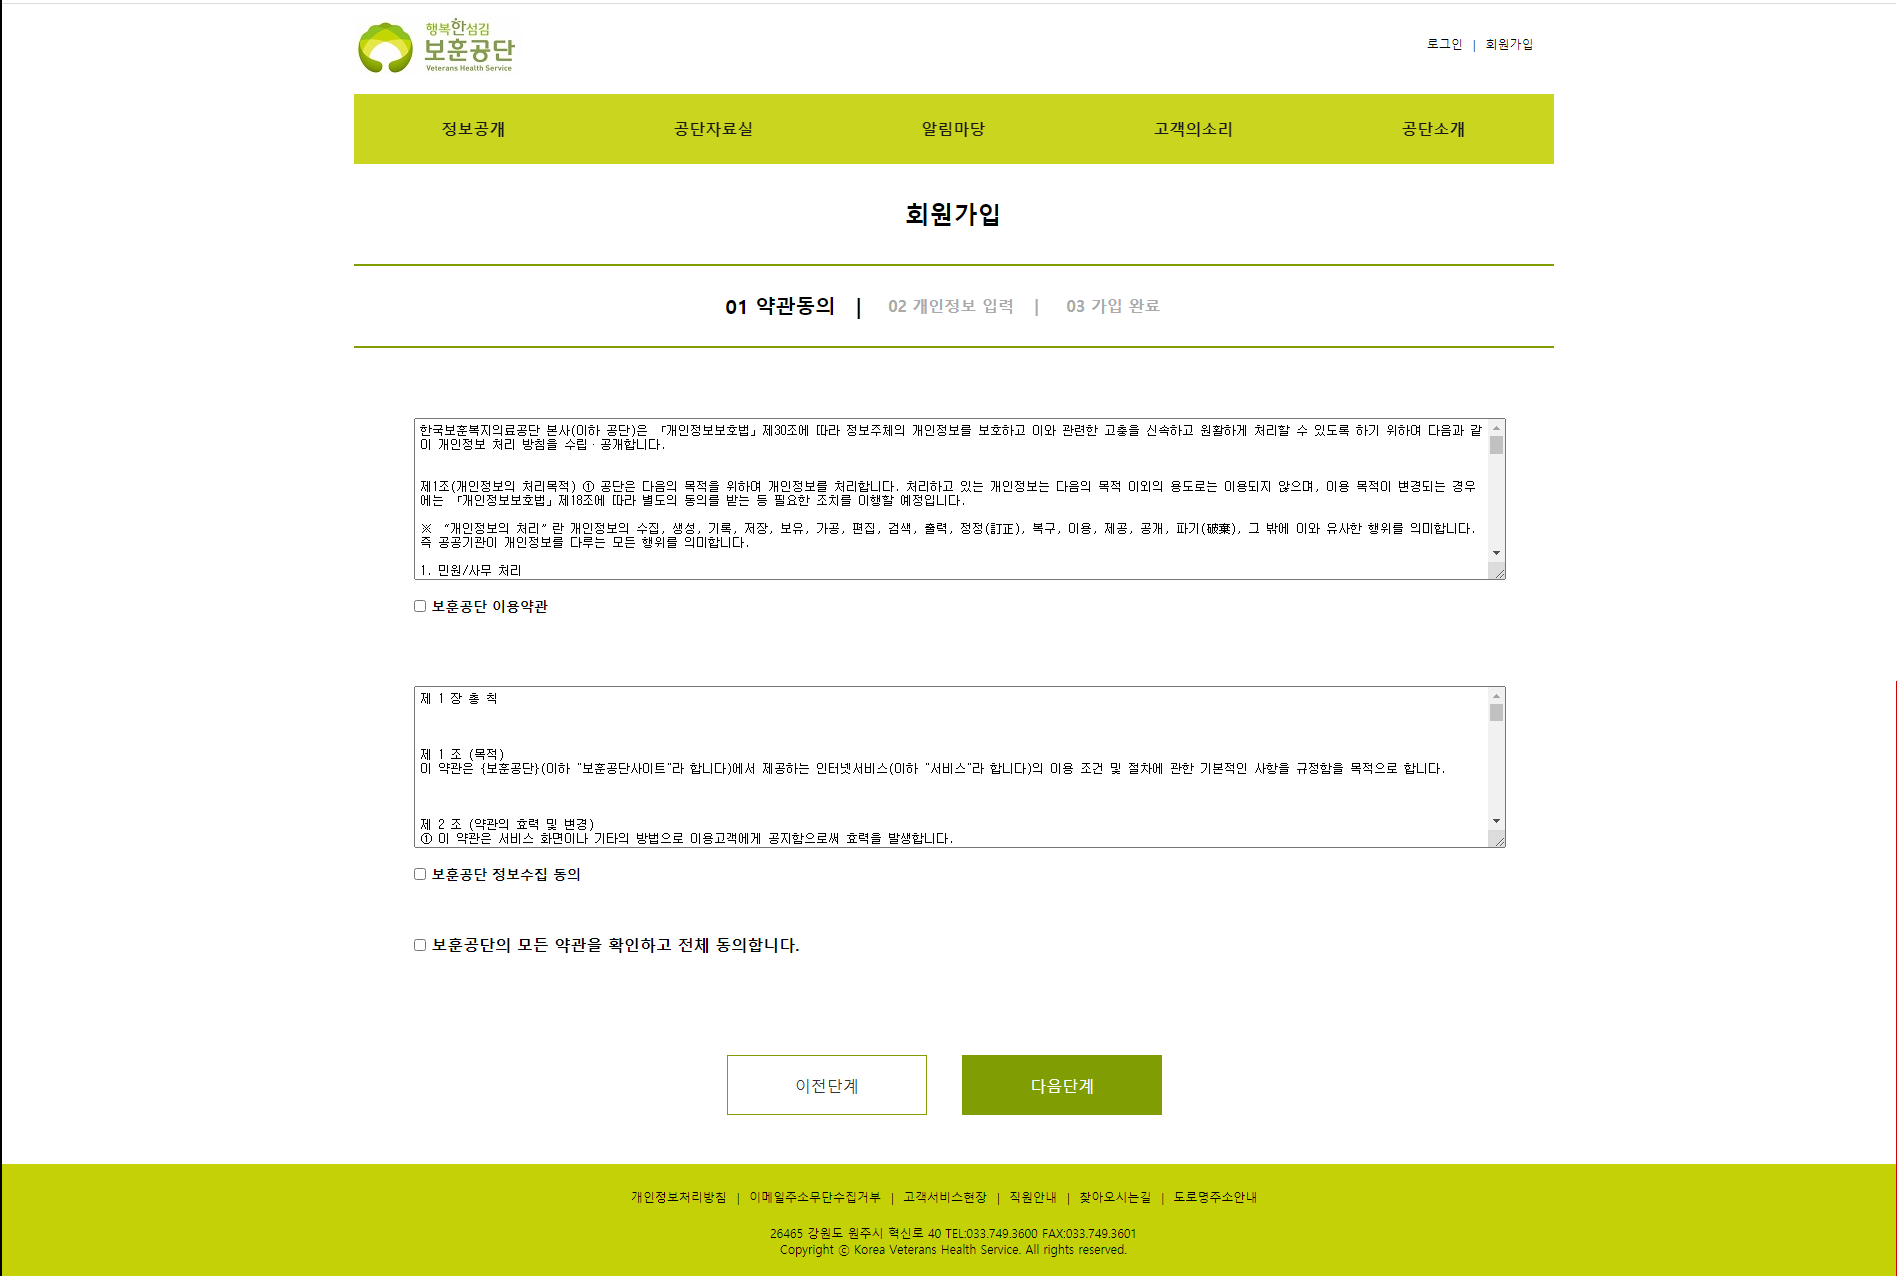 행복한섬김
보훈공단
Veterans Health Service
로그인 | 회원가입
정보공개 공단자료실 알림마당 고객의소리 공단소개
회원가입
01 약관동의 | 02 개인정보 입력 | 03 가입 완료
한국보훈복지의료공단 본사(이하 공단)은 「개인정보보호법」제30조에 따라 정보주체의 개인정보를 보호하고 이와 관련한 고충을 신속하고 원활하게 처리할 수 있도록 하기 위하여 다음과 같
이 개인정보 처리 방침을 수립·공개합니다.
제1조(개인정보의 처리목적) ① 공단은 다음의 목적을 위하여 개인정보를 처리합니다. 처리하고 있는 개인정보는 다음의 목적 이외의 용도로는 이용되지 않으며, 이용 목적이 변경되는 경우
에는 「개인정보보호법」제18조에 따라 별도의 동의를 받는 등 필요한 조치를 이행할 예정입니다.
※ “개인정보의 처리”란 개인정보의 수집, 생성, 기록, 저장, 보유, 가공, 편집, 검색, 출력, 정정(訂正), 복구, 이용, 제공, 공개, 파기(破棄), 그 밖에 이와 유사한 행위를 의미합니다.
즉 공공기관이 개인정보를 다루는 모든 행위를 의미합니다.
1. 민원/사무 처리
보훈공단 이용약관
제 1 장 총 칙
제 1 조 (목적)
이 약관은 {보훈공단}(이하 "보훈공단사이트"라 합니다)에서 제공하는 인터넷서비스(이하 "서비스"라 합니다)의 이용 조건 및 절차에 관한 기본적인 사항을 규정함을 목적으로 합니다.
제 2 조 (약관의 효력 및 변경)
① 이 약관은 서비스 화면이나 기타의 방법으로 이용고객에게 공지함으로써 효력을 발생합니다.
보훈공단 정보수집 동의
보훈공단의 모든 약관을 확인하고 전체 동의합니다.
이전단계 다음단계
개인정보처리방침 | 이메일주소무단수집거부 | 고객서비스현장 | 직원안내 | 찾아오시는길 | 도로명주소안내
26465 강원도 원주시 혁신로 40 TEL:033.749.3600 FAX:033.749.3601
Copyright ⓒ Korea Veterans Health Service. All rights reserved.